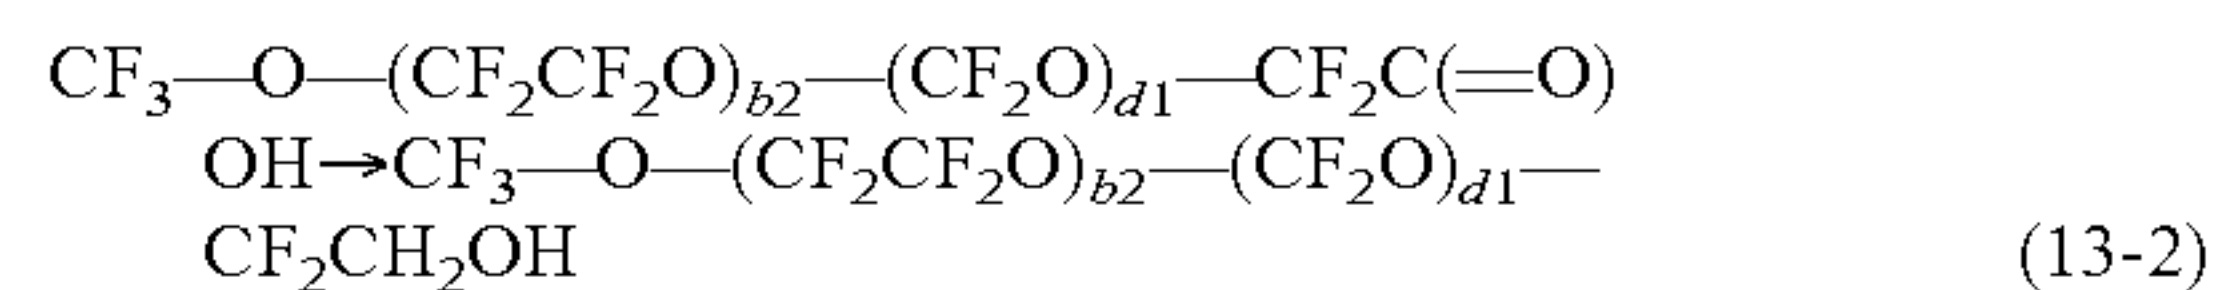 CF₃—O—(CF₂CF₂O)b2—(CF₂O)d1—CF₂C(=O)
OH→CF₃—O—(CF₂CF₂O)b2—(CF₂O)d1—
CF₂CH₂OH (13-2)